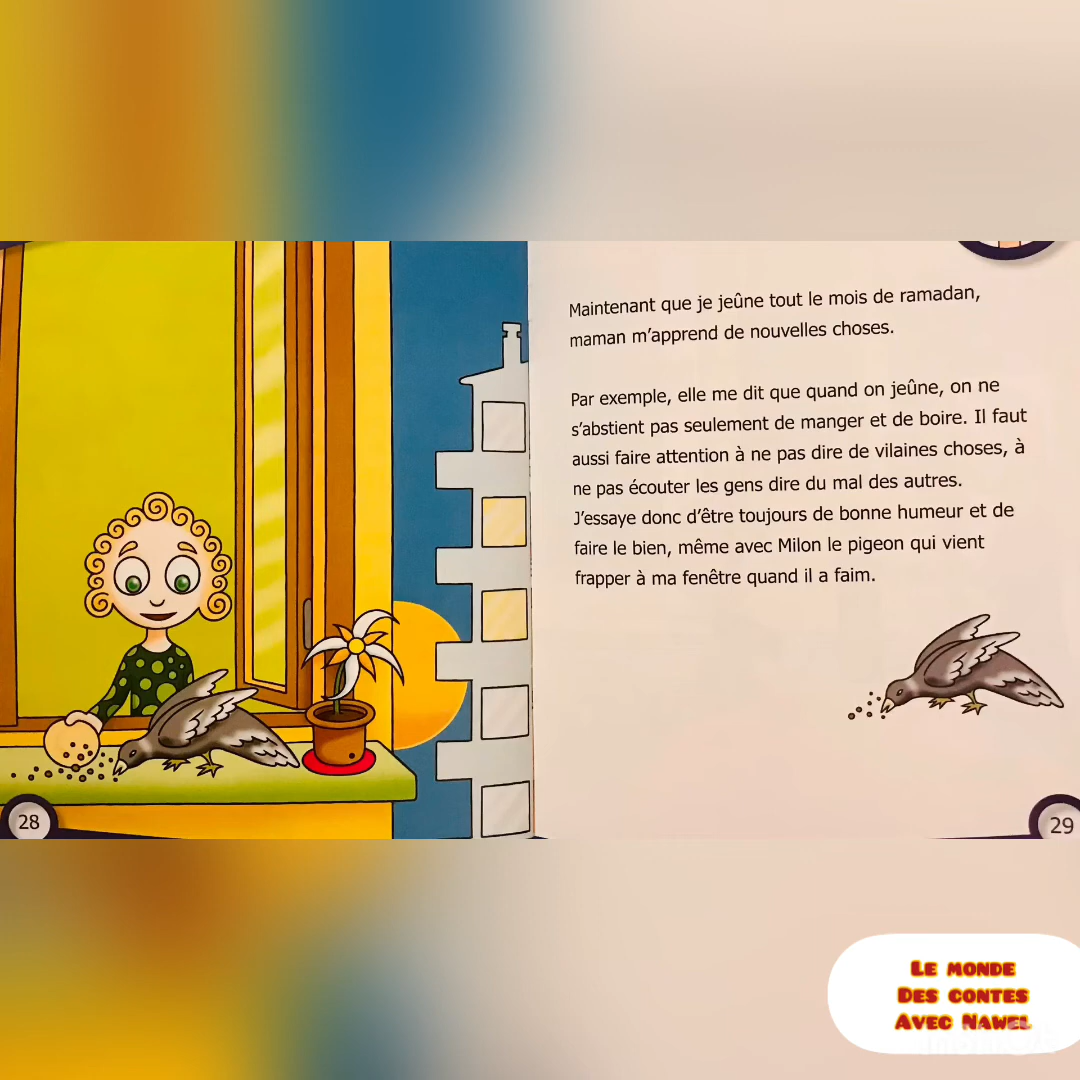 Maintenant que je jeûne tout le mois de ramadan,
maman m'apprend de nouvelles choses.
Par exemple, elle me dit que quand on jeûne, on ne
s'abstient pas seulement de manger et de boire. Il faut
aussi faire attention à ne pas dire de vilaines choses, à
ne pas écouter les gens dire du mal des autres.
J'essaye donc d'être toujours de bonne humeur et de
faire le bien, même avec Milon le pigeon qui vient
frapper à ma fenêtre quand il a faim.
28
29
Le monde
Des contes
Avec Nawel